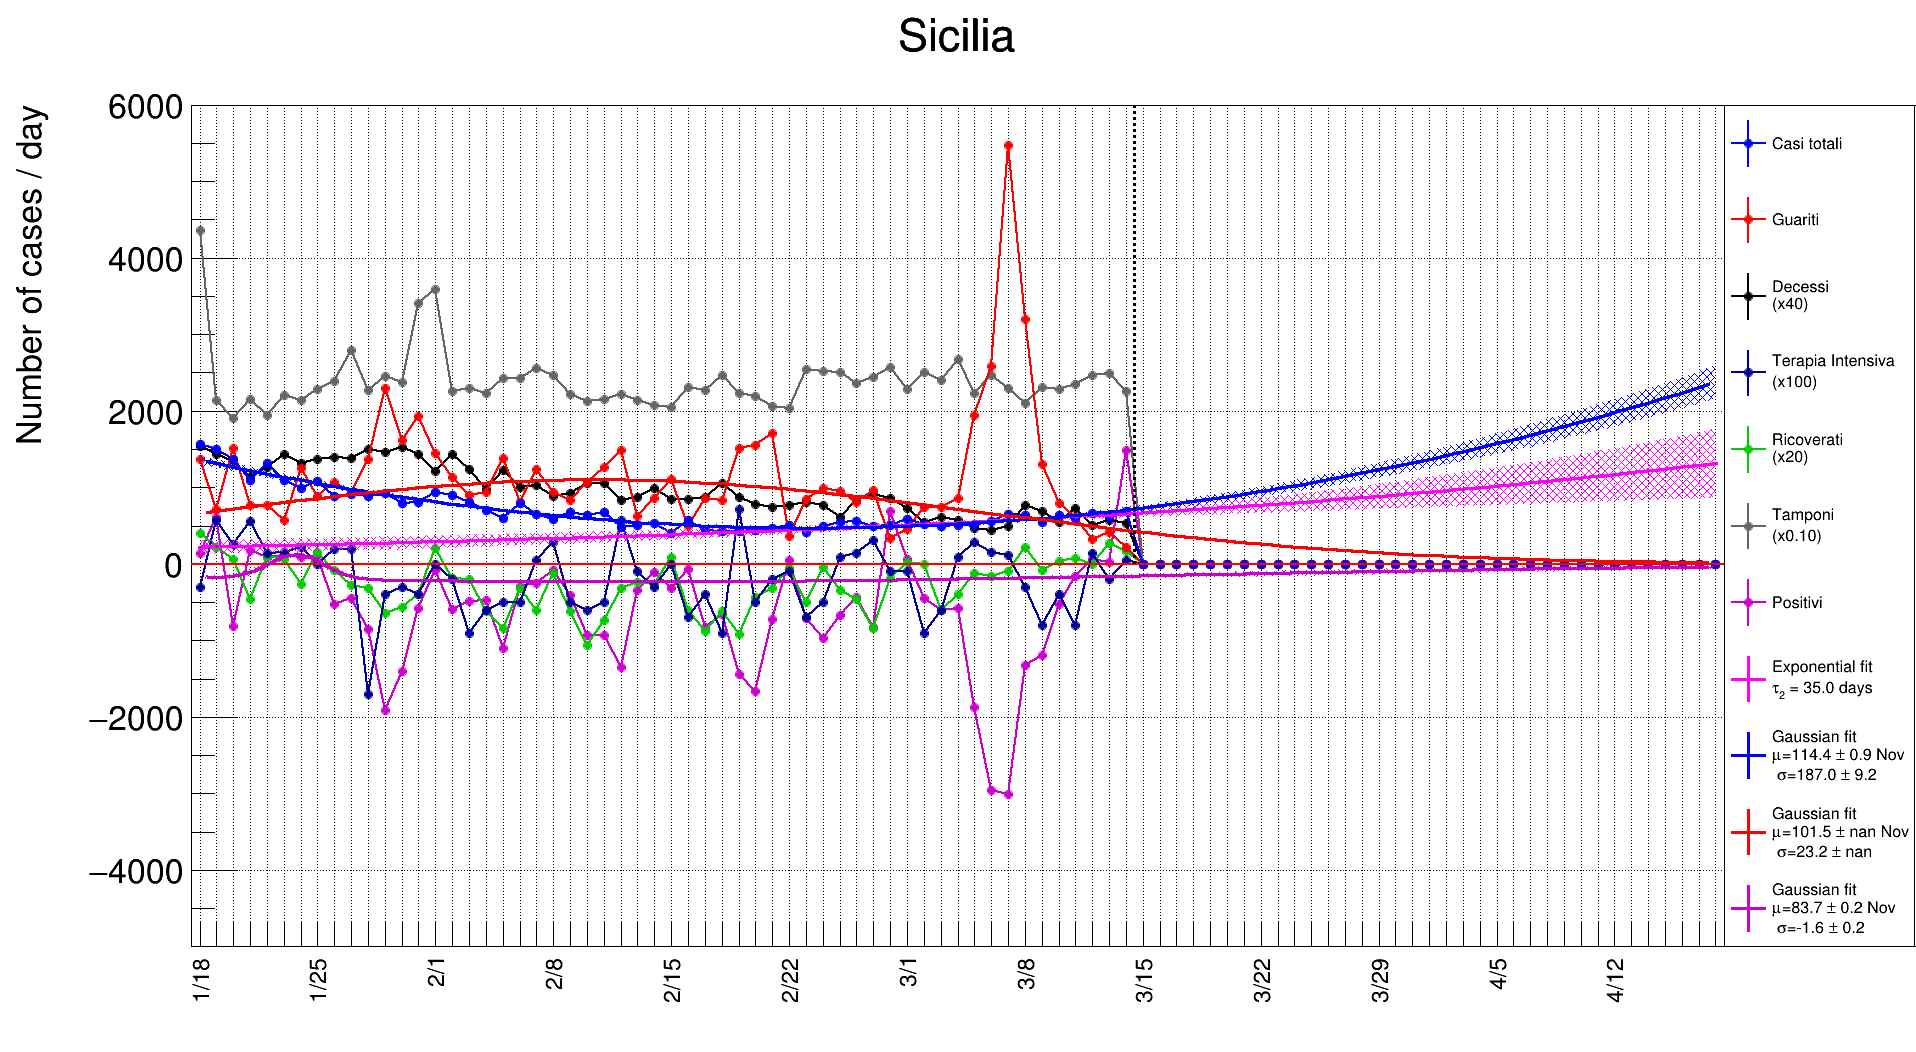 Sicilia
Number of cases / day
6000
4000
2000
0
−2000
−4000
1/18
1/25
2/1
2/8
2/15
2/22
3/1
3/8
3/15
3/22
3/29
4/5
4/12
Casi totali
Guariti
Decessi
(x40)
Terapia Intensiva
(x100)
Ricoverati
(x20)
Tamponi
(x0.10)
Positivi
Exponential fit
τ2 = 35.0 days
Gaussian fit
μ=114.4 ± 0.9 Nov
σ=187.0 ± 9.2
Gaussian fit
μ=101.5 ± nan Nov
σ=23.2 ± nan
Gaussian fit
μ=83.7 ± 0.2 Nov
σ=-1.6 ± 0.2